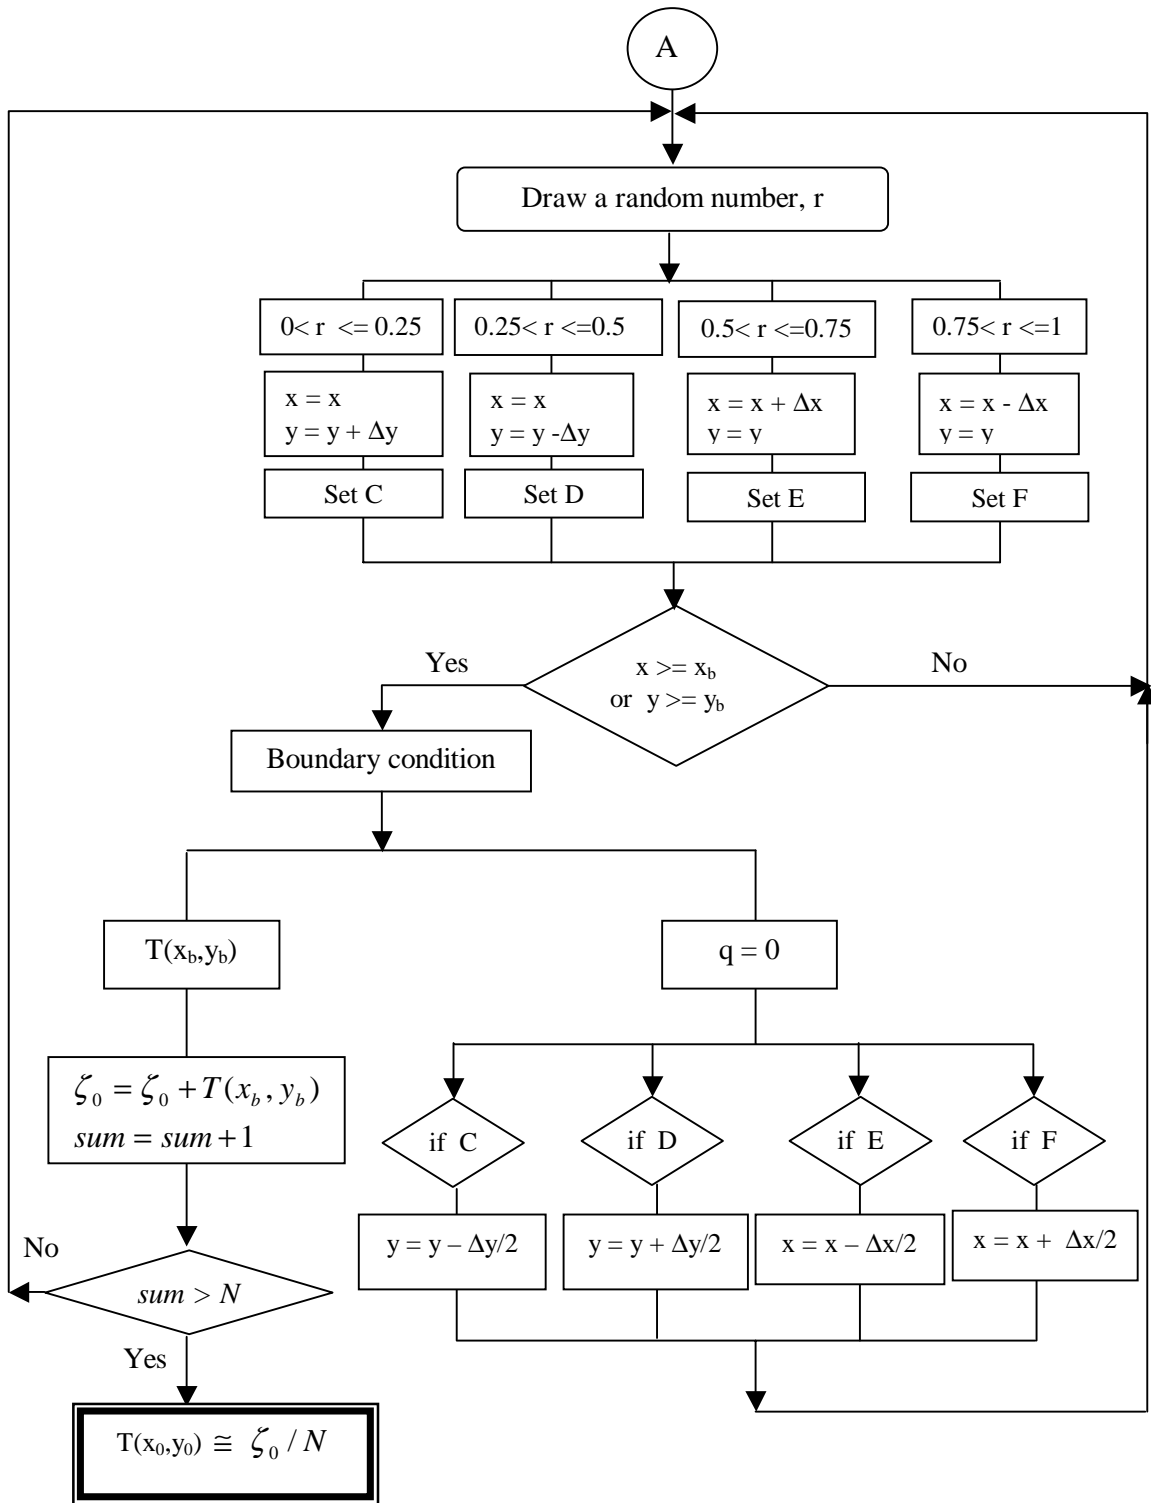 A
Draw a random number, r
0< r <= 0.25
0.25< r <=0.5
0.5< r <=0.75
0.75< r <=1
x = x
y = y + Δy
x = x
y = y -Δy
x = x + Δx
y = y
x = x - Δx
y = y
Set C
Set D
Set E
Set F
Yes
x >= x_b
or y >= y_b
No
Boundary condition
T(x_b,y_b)
q = 0
ζ_0 = ζ_0 + T(x_b, y_b)
sum = sum + 1
if C
if D
if E
if F
y = y – Δy/2
y = y + Δy/2
x = x – Δx/2
x = x + Δx/2
No
sum > N
Yes
T(x_0,y_0) ≅ ζ_0 / N